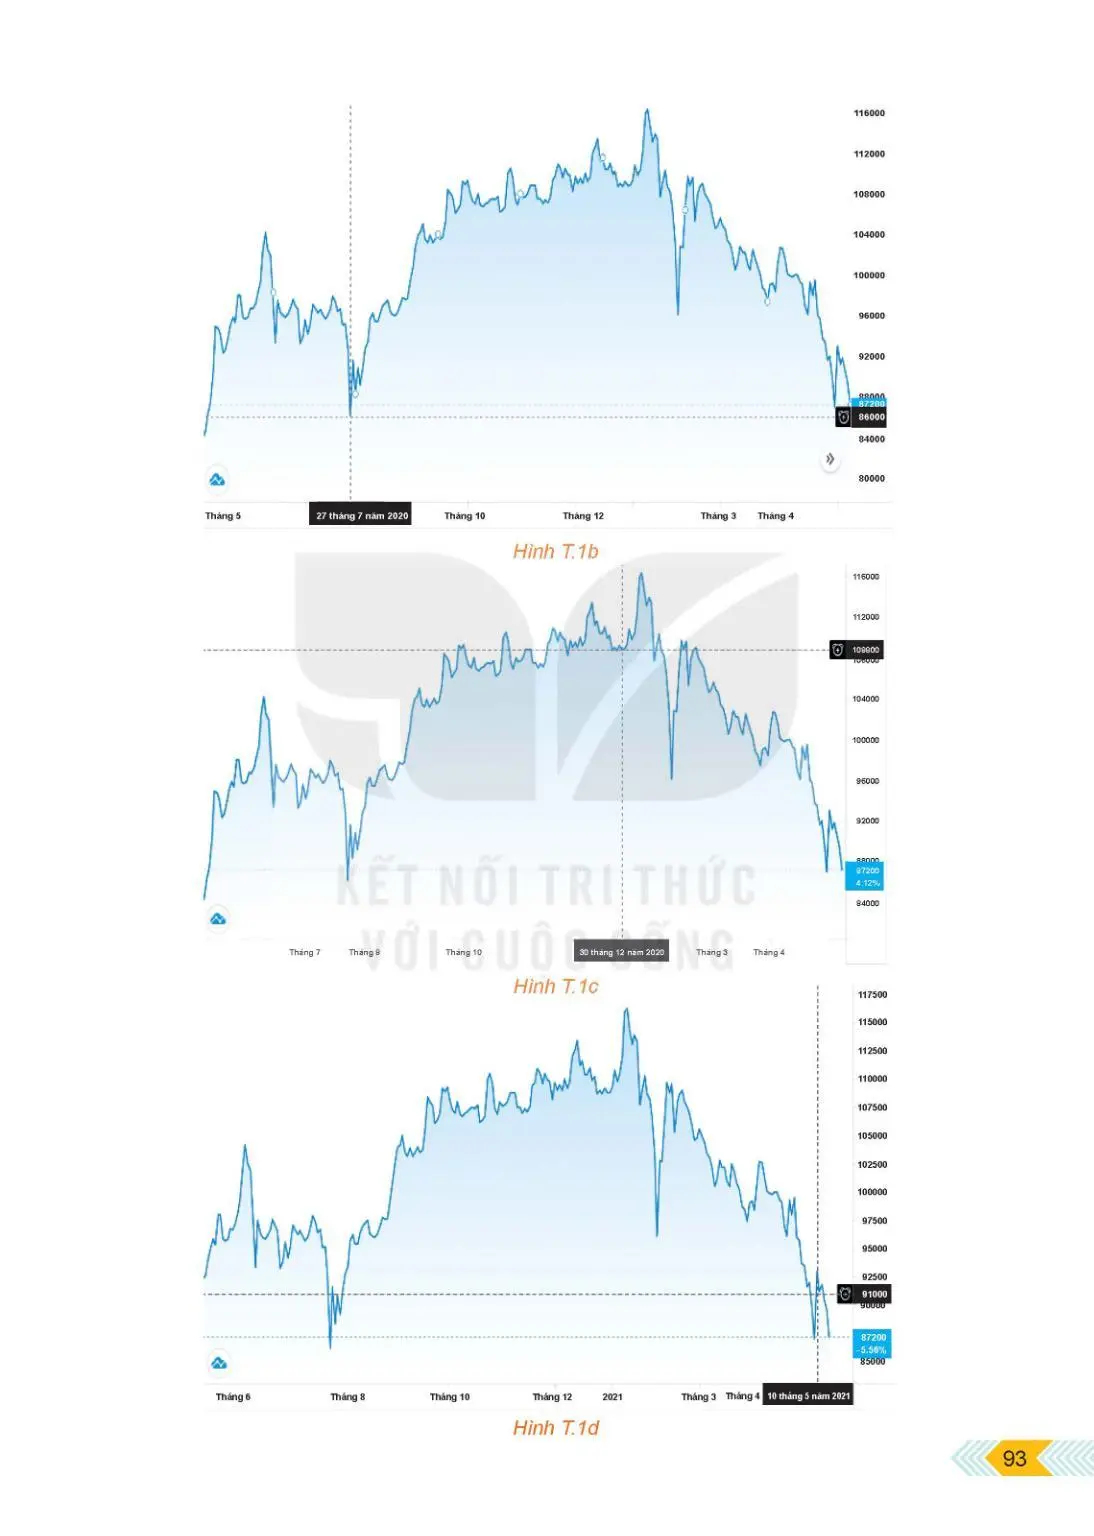 116000
112000
108000
104000
100000
96000
92000
88000
87200
86000
84000
80000
Tháng 5
27 tháng 7 năm 2020
Tháng 10
Tháng 12
Tháng 3
Tháng 4
Hình T.1b
116000
112000
108000
104000
100000
96000
92000
88000
87200
4.12%
84000
KẾT NỐI TRI THỨC
VỚI CUỘC SỐNG
Tháng 7
Tháng 8
Tháng 10
30 tháng 12 năm 2020
Tháng 3
Tháng 4
Hình T.1c
117500
115000
112500
110000
107500
105000
102500
100000
97500
95000
92500
91000
90000
87200
-5.56%
85000
Tháng 6
Tháng 8
Tháng 10
Tháng 12
2021
Tháng 3
Tháng 4
10 tháng 5 năm 2021
Hình T.1d
93